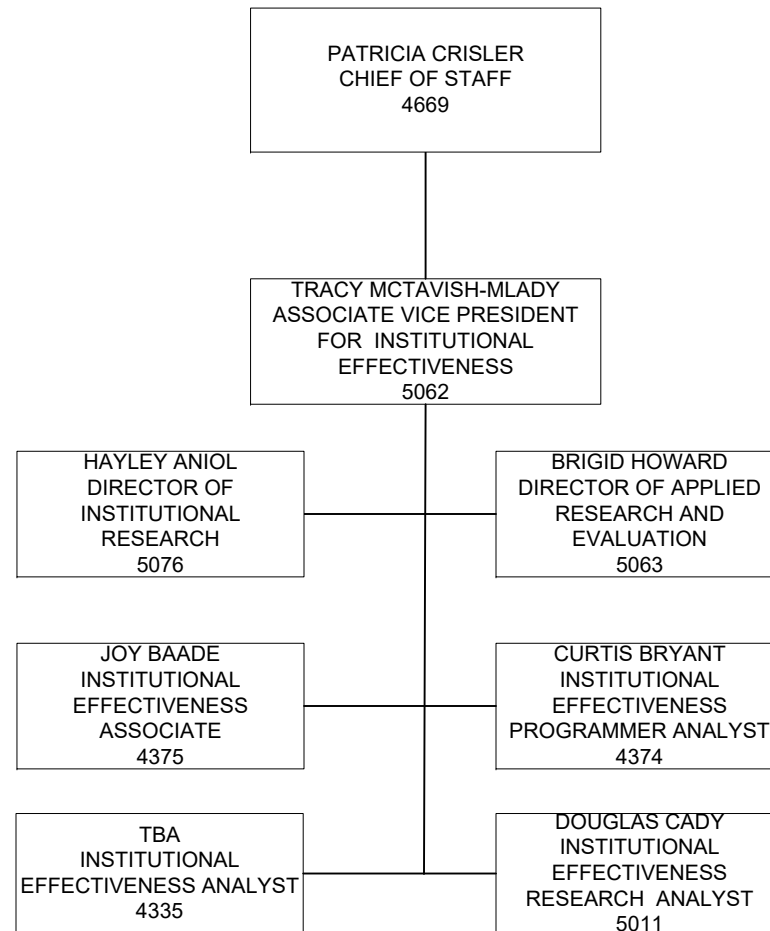 PATRICIA CRISLER
CHIEF OF STAFF
4669
TRACY MCTAVISH-MLADY
ASSOCIATE VICE PRESIDENT
FOR INSTITUTIONAL
EFFECTIVENESS
5062
HAYLEY ANIOL
DIRECTOR OF
INSTITUTIONAL
RESEARCH
5076
BRIGID HOWARD
DIRECTOR OF APPLIED
RESEARCH AND
EVALUATION
5063
JOY BAADE
INSTITUTIONAL
EFFECTIVENESS
ASSOCIATE
4375
CURTIS BRYANT
INSTITUTIONAL
EFFECTIVENESS
PROGRAMMER ANALYST
4374
TBA
INSTITUTIONAL
EFFECTIVENESS ANALYST
4335
DOUGLAS CADY
INSTITUTIONAL
EFFECTIVENESS
RESEARCH ANALYST
5011